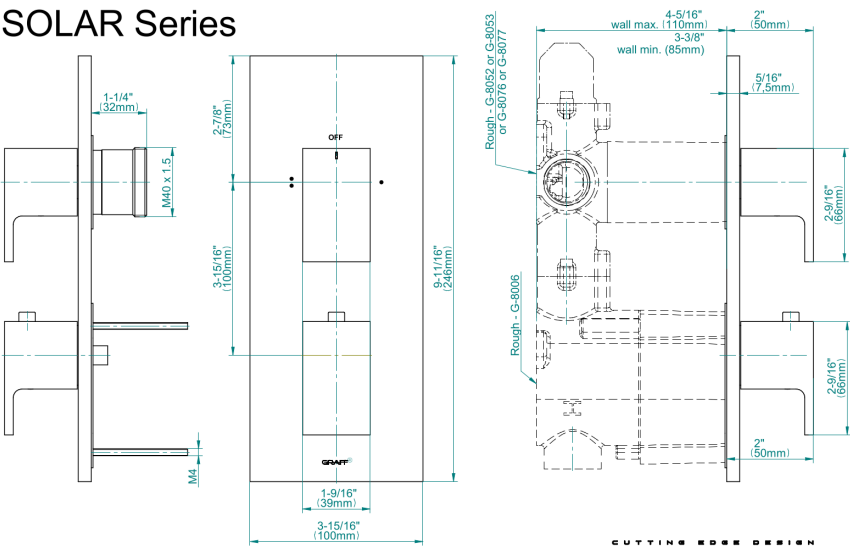 SOLAR Series
1-1/4"
(32mm)
M40 x 1.5
M4
2-7/8"
(73mm)
3-15/16"
(100mm)
OFF
9-11/16"
(246mm)
GRAFF®
1-9/16"
(39mm)
3-15/16"
(100mm)
Rough - G-8052 or G-8053
or G-8076 or G-8077
Rough - G-8006
4-5/16"
wall max. (110mm)
3-3/8"
wall min. (85mm)
2"
(50mm)
5/16"
(7,5mm)
2-9/16"
(66mm)
2-9/16"
(66mm)
2"
(50mm)
CUTTING EDGE DESIGN